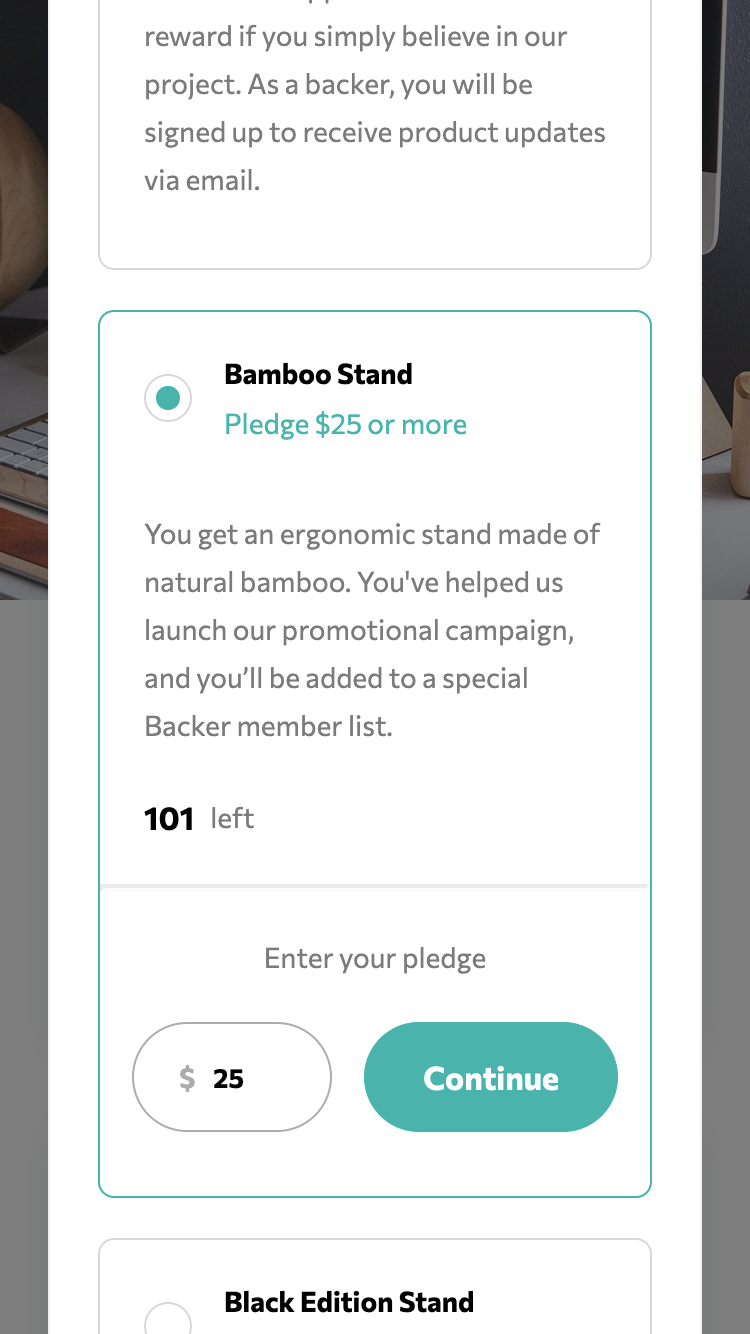 reward if you simply believe in our
project. As a backer, you will be
signed up to receive product updates
via email.
Bamboo Stand
Pledge $25 or more
You get an ergonomic stand made of
natural bamboo. You've helped us
launch our promotional campaign,
and you’ll be added to a special
Backer member list.
101 left
Enter your pledge
$ 25
Continue
Black Edition Stand